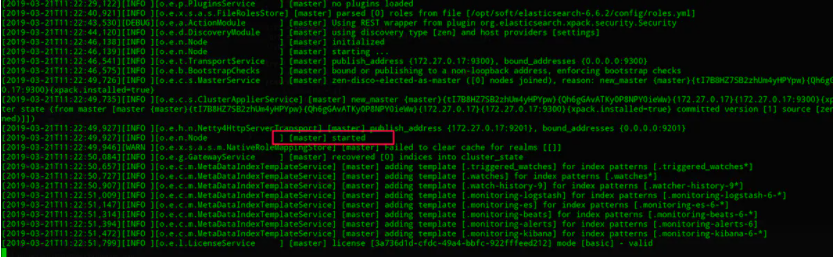 [2019-03-21T11:22:29,122][INFO ][o.e.p.PluginsService     ] [master] no plugins loaded
[2019-03-21T11:22:40,921][INFO ][o.e.x.s.a.s.FileRolesStore] [master] parsed [0] roles from file [/opt/soft/elasticsearch-6.6.2/config/roles.yml]
[2019-03-21T11:22:43,530][DEBUG][o.e.a.ActionModule       ] [master] Using REST wrapper from plugin org.elasticsearch.xpack.security.Security
[2019-03-21T11:22:44,120][INFO ][o.e.d.DiscoveryModule    ] [master] using discovery type [zen] and host providers [settings]
[2019-03-21T11:22:46,138][INFO ][o.e.n.Node               ] [master] initialized
[2019-03-21T11:22:46,139][INFO ][o.e.n.Node               ] [master] starting ...
[2019-03-21T11:22:46,541][INFO ][o.e.t.TransportService   ] [master] publish_address {172.27.0.17:9300}, bound_addresses {0.0.0.0:9300}
[2019-03-21T11:22:46,575][INFO ][o.e.b.BootstrapChecks    ] [master] bound or publishing to a non-loopback address, enforcing bootstrap checks
[2019-03-21T11:22:49,726][INFO ][o.e.c.s.MasterService    ] [master] zen-disco-elected-as-master ([0] nodes joined), reason: new_master {master}
0.17:9300}{xpack.installed=true}
[2019-03-21T11:22:49,735][INFO ][o.e.c.s.ClusterApplierService] [master] new_master {master} {172.27.0.17}{172.27.0.17:9300}
ter state (from master [master {172.27.0.17}{172.27.0.17:9300}{xpack.installed=true} committed version [1] source [zen
ned)]])
[2019-03-21T11:22:49,927][INFO ][o.e.h.n.Netty4HttpServerTransport] [master] publish_address {172.27.0.17:9201}, bound_addresses {0.0.0.0:9201}
[2019-03-21T11:22:49,927][INFO ][o.e.n.Node               ] [master] started
[2019-03-21T11:22:49,946][WARN ][o.e.x.s.a.s.m.NativeRoleMappingStore] [master] Failed to clear cache for realms [[]]
[2019-03-21T11:22:50,084][INFO ][o.e.g.GatewayService     ] [master] recovered [0] indices into cluster_state
[2019-03-21T11:22:50,657][INFO ][o.e.c.m.MetaDataIndexTemplateService] [master] adding template [.triggered_watches] for index patterns [.triggered_watches*]
[2019-03-21T11:22:50,727][INFO ][o.e.c.m.MetaDataIndexTemplateService] [master] adding template [.watches] for index patterns [.watches*]
[2019-03-21T11:22:50,907][INFO ][o.e.c.m.MetaDataIndexTemplateService] [master] adding template [.watch-history-9] for index patterns [.watcher-history-9*]
[2019-03-21T11:22:51,009][INFO ][o.e.c.m.MetaDataIndexTemplateService] [master] adding template [.monitoring-logstash] for index patterns [.monitoring-logstash-6-*]
[2019-03-21T11:22:51,147][INFO ][o.e.c.m.MetaDataIndexTemplateService] [master] adding template [.monitoring-es] for index patterns [.monitoring-es-6-*]
[2019-03-21T11:22:51,314][INFO ][o.e.c.m.MetaDataIndexTemplateService] [master] adding template [.monitoring-beats] for index patterns [.monitoring-beats-6-*]
[2019-03-21T11:22:51,394][INFO ][o.e.c.m.MetaDataIndexTemplateService] [master] adding template [.monitoring-alerts] for index patterns [.monitoring-alerts-6]
[2019-03-21T11:22:51,472][INFO ][o.e.c.m.MetaDataIndexTemplateService] [master] adding template [.monitoring-kibana] for index patterns [.monitoring-kibana-6-*]
[2019-03-21T11:22:51,799][INFO ][o.e.l.LicenseService     ] [master] license [3a736d1d-cfdc-49a4-bbfc-922fffeed212] mode [basic] - valid